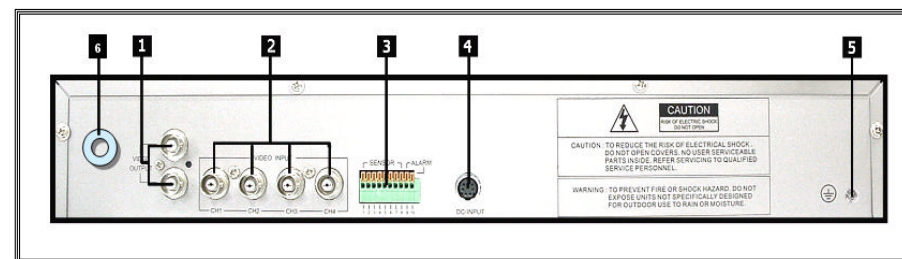 6 1 2 3 4 5
CAUTION
RISK OF ELECTRIC SHOCK
DO NOT OPEN
CAUTION : TO REDUCE THE RISK OF ELECTRICAL SHOCK .
DO NOT OPEN COVERS. NO USER SERVICEABLE
PARTS INSIDE. REFER SERVICING TO QUALIFIED
SERVICE PERSONNEL.
WARNING : TO PREVENT FIRE OR SHOCK HAZARD. DO NOT
EXPOSE UNITS NOT SPECIFICALLY DESIGNED
FOR OUTDOOR USE TO RAIN OR MOISTURE.
OUTPUT
VIDEO INPUT
CH1 CH2 CH3 CH4
SENSOR ALARM
DC-INPUT